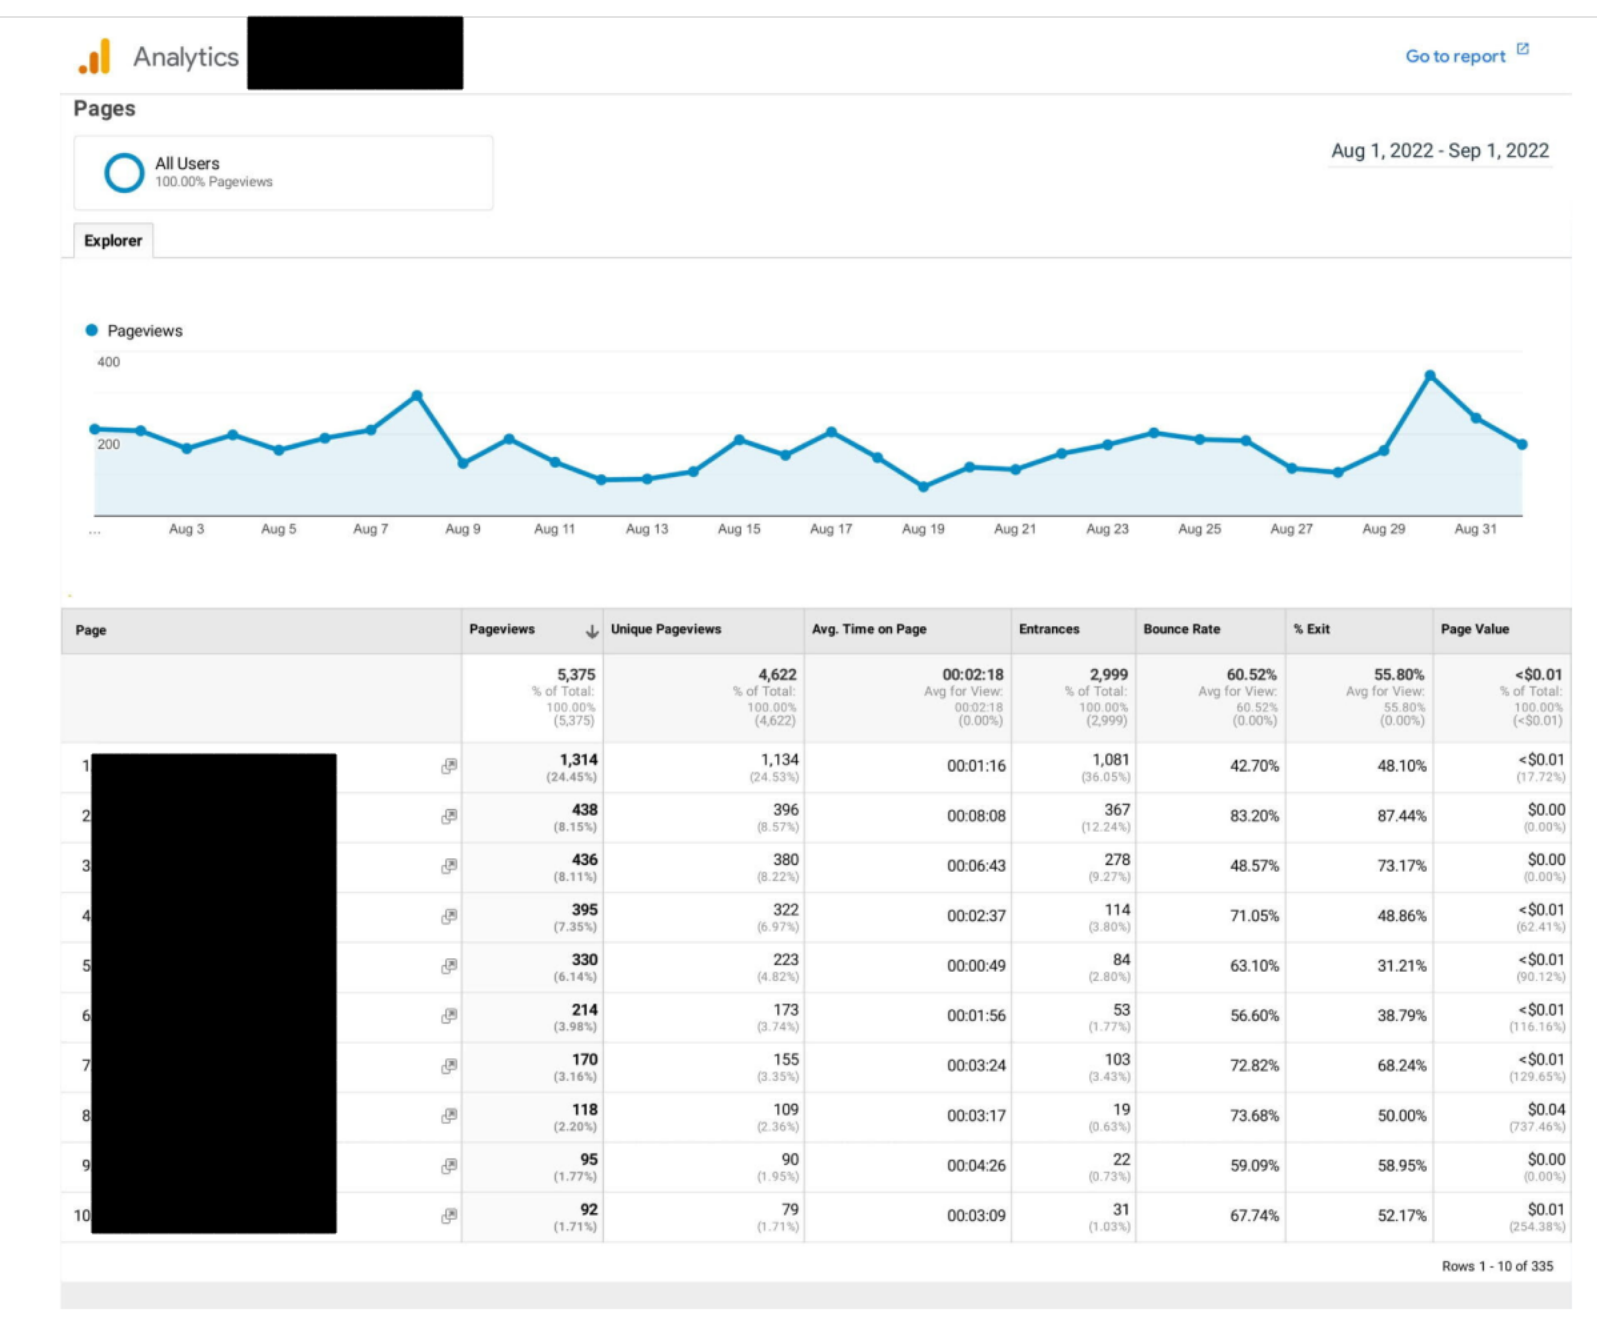 Analytics
Go to report
Pages
All Users
100.00% Pageviews
Aug 1, 2022 - Sep 1, 2022
Explorer
Pageviews
400
200
... Aug 3 Aug 5 Aug 7 Aug 9 Aug 11 Aug 13 Aug 15 Aug 17 Aug 19 Aug 21 Aug 23 Aug 25 Aug 27 Aug 29 Aug 31
Page Pageviews Unique Pageviews Avg. Time on Page Entrances Bounce Rate % Exit Page Value
5,375 4,622 00:02:18 2,999 60.52% 55.80% <$0.01
% of Total: % of Total: Avg for View: % of Total: Avg for View: Avg for View: % of Total:
100.00% 100.00% 00:02:18 100.00% 60.52% 55.80% 100.00%
(5,375) (4,622) (0.00%) (2,999) (0.00%) (0.00%) (<$0.01)
1 1,314 1,134 00:01:16 1,081 42.70% 48.10% <$0.01
(24.45%) (24.53%) (36.05%) (17.72%)
2 438 396 00:08:08 367 83.20% 87.44% $0.00
(8.15%) (8.57%) (12.24%) (0.00%)
3 436 380 00:06:43 278 48.57% 73.17% $0.00
(8.11%) (8.22%) (9.27%) (0.00%)
4 395 322 00:02:37 114 71.05% 48.86% <$0.01
(7.35%) (6.97%) (3.80%) (62.41%)
5 330 223 00:00:49 84 63.10% 31.21% <$0.01
(6.14%) (4.82%) (2.80%) (90.12%)
6 214 173 00:01:56 53 56.60% 38.79% <$0.01
(3.98%) (3.74%) (1.77%) (116.16%)
7 170 155 00:03:24 103 72.82% 68.24% <$0.01
(3.16%) (3.35%) (3.43%) (129.65%)
8 118 109 00:03:17 19 73.68% 50.00% $0.04
(2.20%) (2.36%) (0.63%) (737.46%)
9 95 90 00:04:26 22 59.09% 58.95% $0.00
(1.77%) (1.95%) (0.73%) (0.00%)
10 92 79 00:03:09 31 67.74% 52.17% $0.01
(1.71%) (1.71%) (1.03%) (254.38%)
Rows 1 - 10 of 335